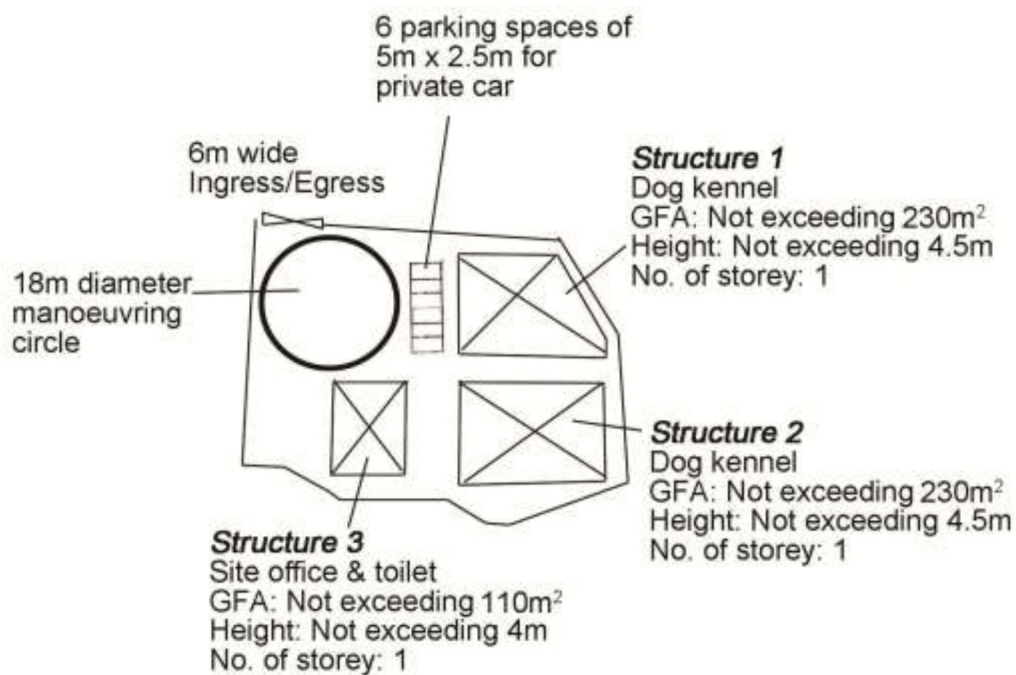 6 parking spaces of
5m x 2.5m for
private car
6m wide
Ingress/Egress
Structure 1
Dog kennel
GFA: Not exceeding 230m²
Height: Not exceeding 4.5m
No. of storey: 1
18m diameter
manoeuvring
circle
Structure 2
Dog kennel
GFA: Not exceeding 230m²
Height: Not exceeding 4.5m
No. of storey: 1
Structure 3
Site office & toilet
GFA: Not exceeding 110m²
Height: Not exceeding 4m
No. of storey: 1